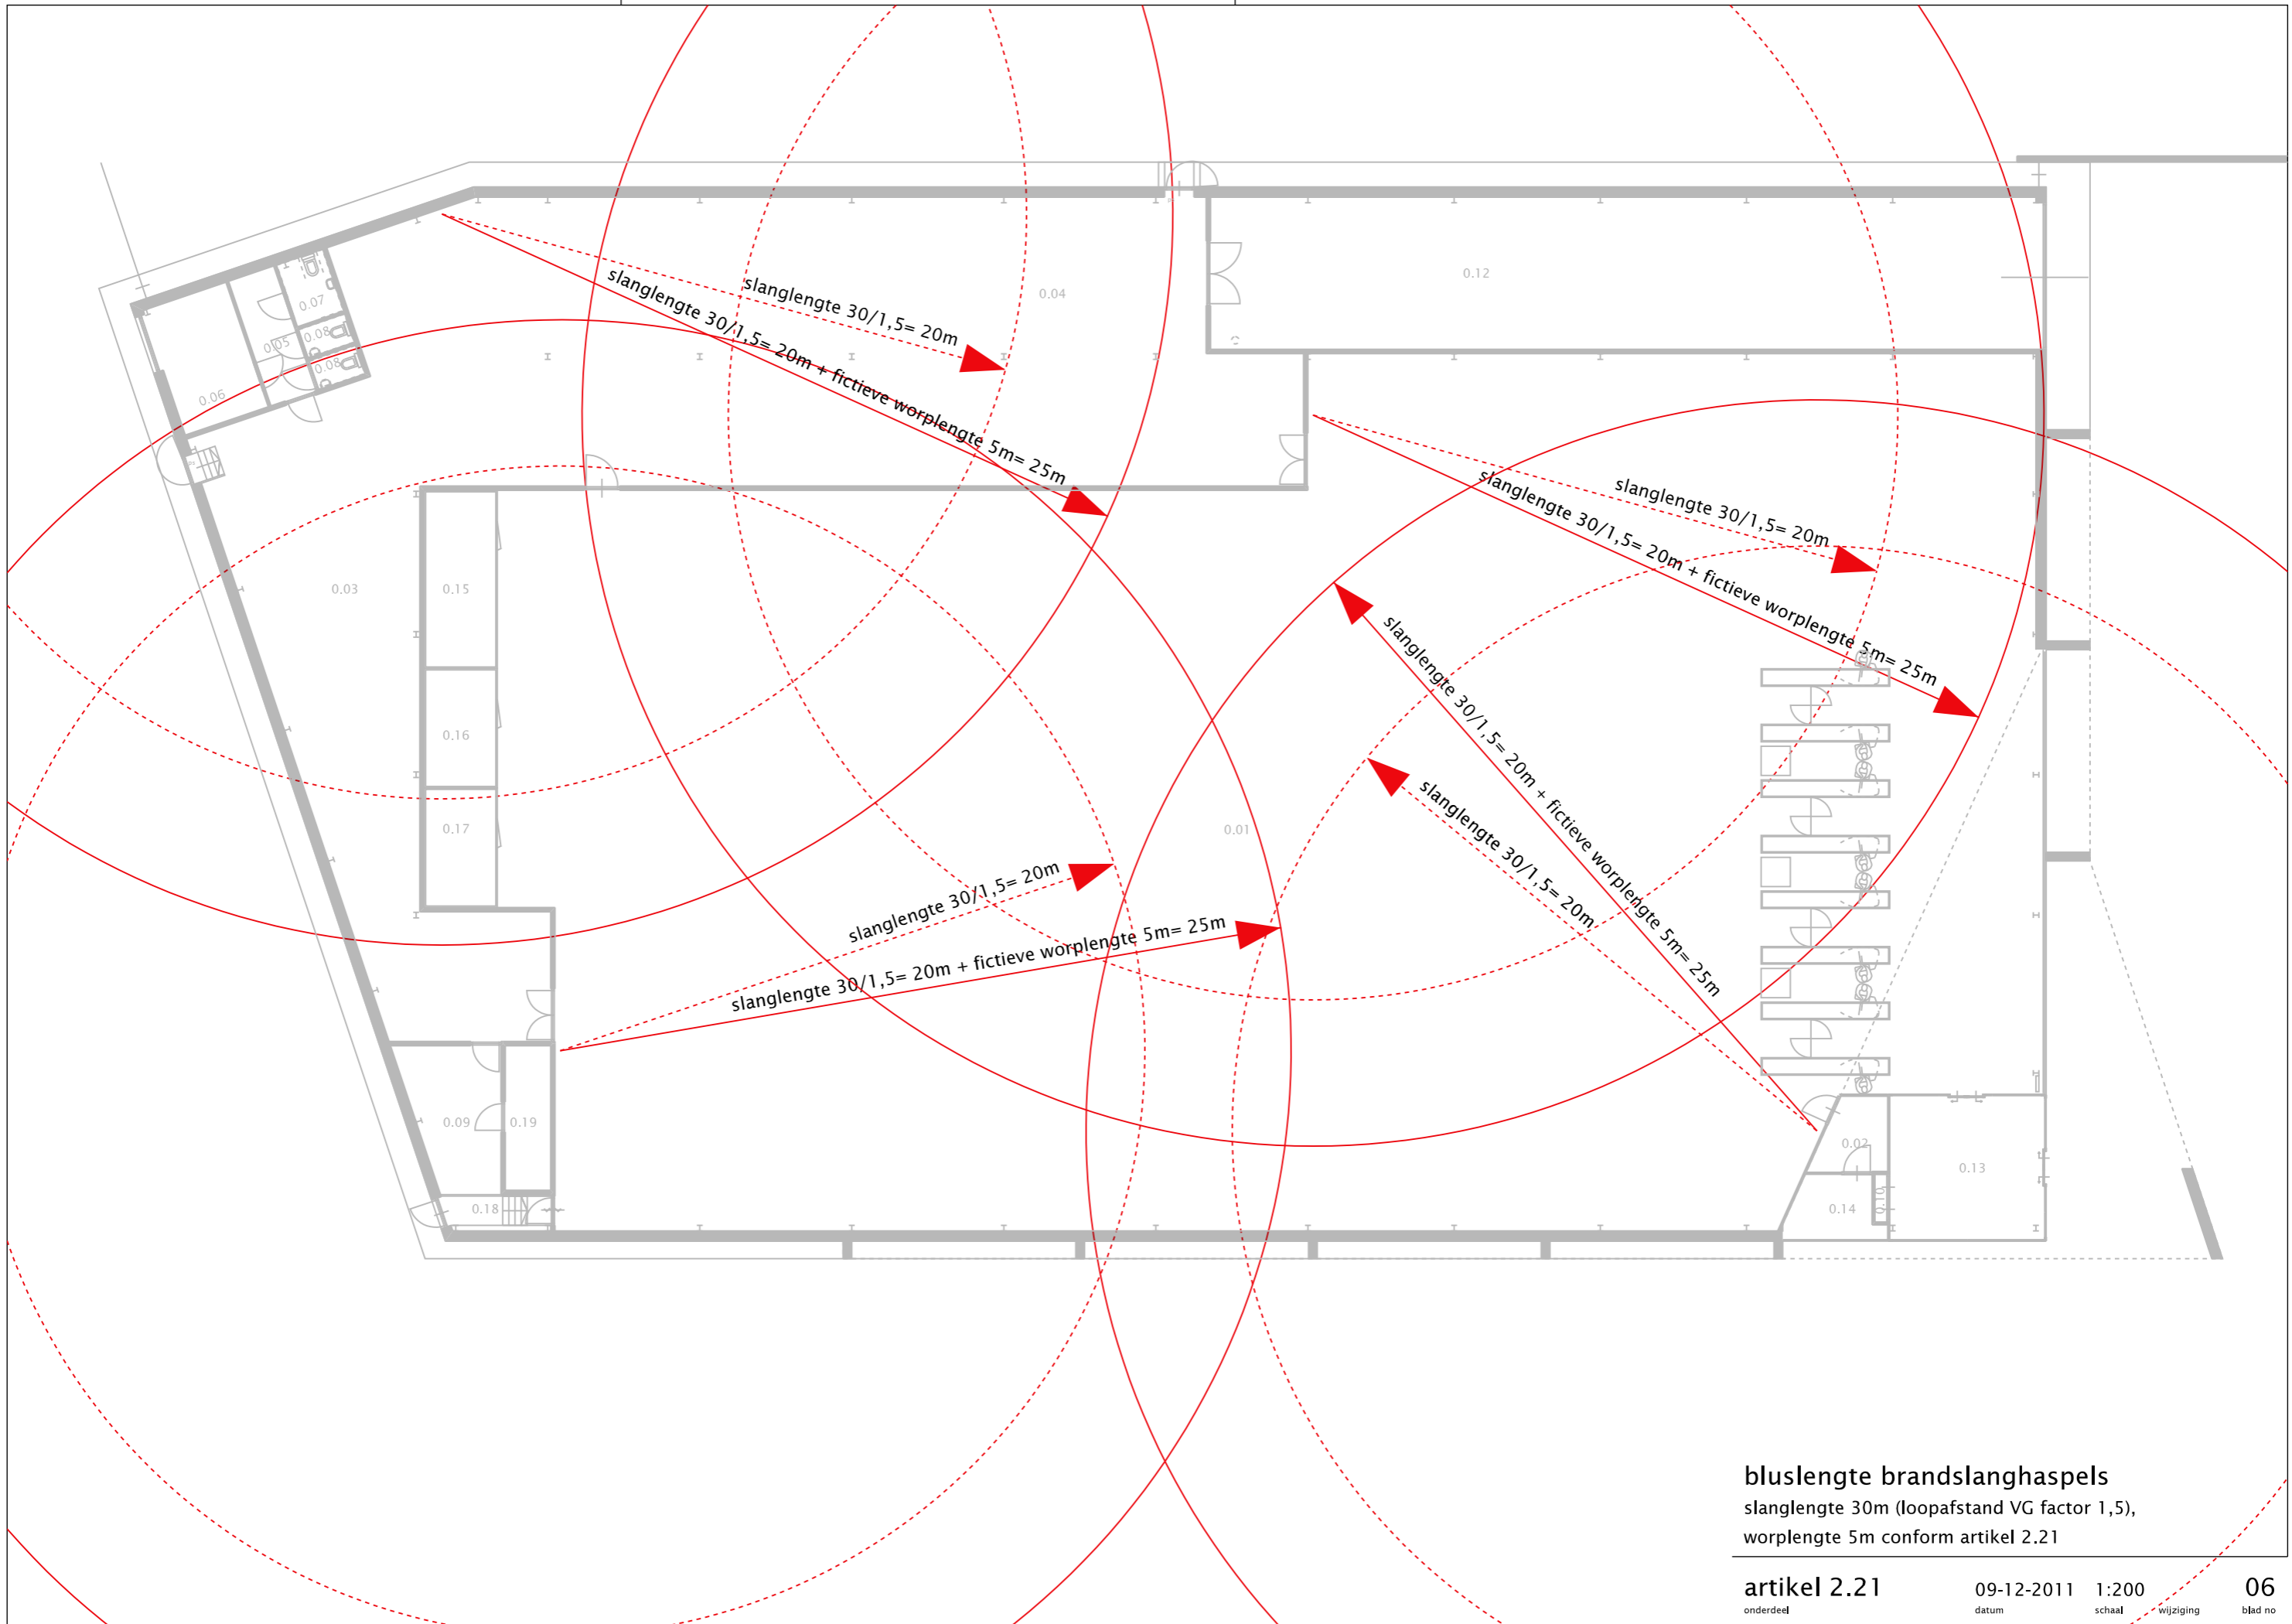 slanglengte 30/1,5= 20m
slanglengte 30/1,5= 20m + fictieve worplengte 5m= 25m
0.04
0.12
0.07
0.08
0.05
0.08
0.06
slanglengte 30/1,5= 20m
slanglengte 30/1,5= 20m + fictieve worplengte 5m= 25m
0.03
0.15
0.16
0.17
0.01
slanglengte 30/1,5= 20m + fictieve worplengte 5m= 25m
slanglengte 30/1,5= 20m
slanglengte 30/1,5= 20m
slanglengte 30/1,5= 20m + fictieve worplengte 5m= 25m
0.09
0.19
0.18
0.02
0.13
0.14
0.10
bluslengte brandslanghaspels
slanglengte 30m (loopafstand VG factor 1,5),
worplengte 5m conform artikel 2.21
artikel 2.21 09-12-2011 1:200 06
onderdeel datum schaal wijziging blad no